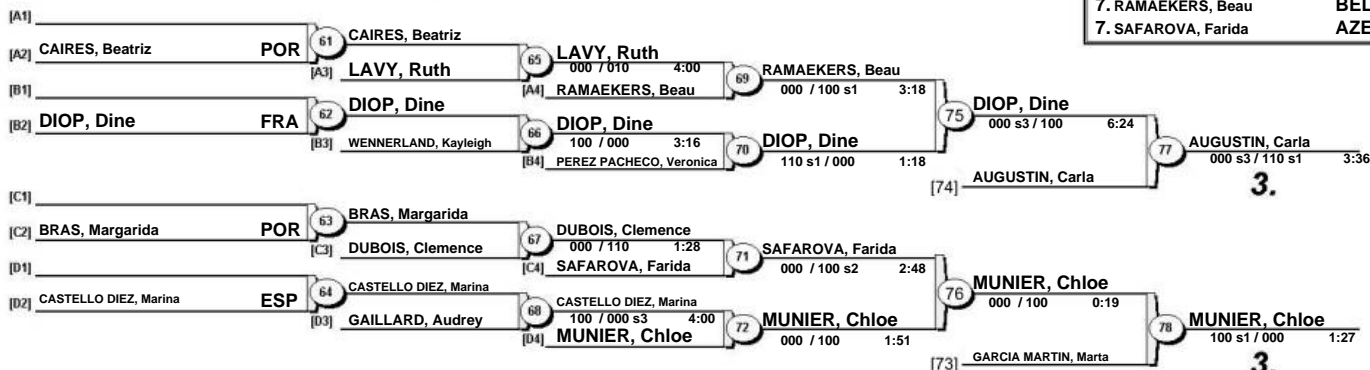 7. RAMAEKERS, Beau BEL
7. SAFAROVA, Farida AZE
[A1]
[A2] CAIRES, Beatriz POR
61 CAIRES, Beatriz
[A3] LAVY, Ruth
65 LAVY, Ruth
000 / 010 4:00
[A4] RAMAEKERS, Beau
69 RAMAEKERS, Beau
000 / 100 s1 3:18
[B1]
[B2] DIOP, Dine FRA
62 DIOP, Dine
[B3] WENNERLAND, Kayleigh
66 DIOP, Dine
100 / 000 3:16
[B4] PEREZ PACHECO, Veronica
70 DIOP, Dine
110 s1 / 000 1:18
75 DIOP, Dine
000 s3 / 100 6:24
[74] AUGUSTIN, Carla
77 AUGUSTIN, Carla
000 s3 / 110 s1 3:36
3.
[C1]
[C2] BRAS, Margarida POR
63 BRAS, Margarida
[C3] DUBOIS, Clemence
67 DUBOIS, Clemence
000 / 110 1:28
[C4] SAFAROVA, Farida
71 SAFAROVA, Farida
000 / 100 s2 2:48
[D1]
[D2] CASTELLO DIEZ, Marina ESP
64 CASTELLO DIEZ, Marina
[D3] GAILLARD, Audrey
68 CASTELLO DIEZ, Marina
100 / 000 s3 4:00
[D4] MUNIER, Chloe
72 MUNIER, Chloe
000 / 100 1:51
76 MUNIER, Chloe
000 / 100 0:19
[73] GARCIA MARTIN, Marta
78 MUNIER, Chloe
100 s1 / 000 1:27
3.